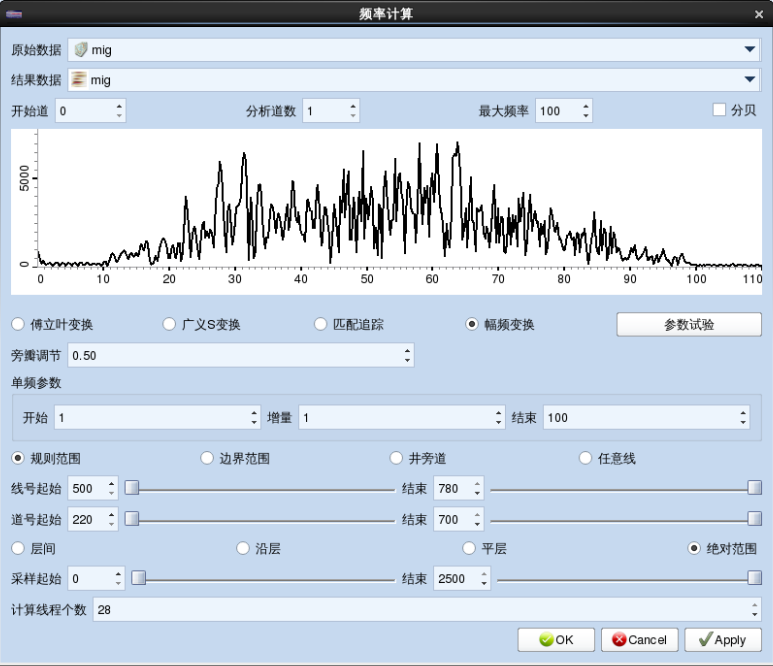 频率计算
原始数据 mig
结果数据 mig
开始道 0 分析道数 1 最大频率 100 分贝
5000
0
0 10 20 30 40 50 60 70 80 90 100 110
傅立叶变换 广义S变换 匹配追踪 幅频变换 参数试验
旁瓣调节 0.50
单频参数
开始 1 增量 1 结束 100
规则范围 边界范围 井旁道 任意线
线号起始 500 结束 780
道号起始 220 结束 700
层间 沿层 平层 绝对范围
采样起始 0 结束 2500
计算线程个数 28
OK Cancel Apply